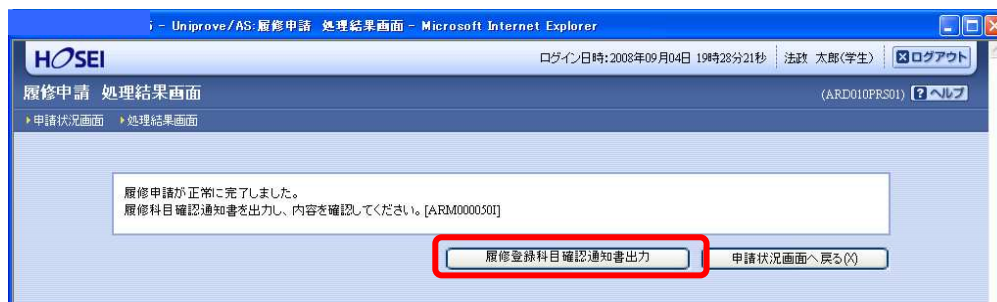 - Uniprove/AS:履修申請 処理結果画面 - Microsoft Internet Explorer
HOSEI
ログイン日時:2008年09月04日 19時28分21秒 法政 太郎(学生) ログアウト
履修申請 処理結果画面 (ARD010PRS01) ? ヘルプ
申請状況画面 処理結果画面
履修申請が正常に完了しました。
履修科目確認通知書を出力し、内容を確認してください。[ARM000050I]
履修登録科目確認通知書出力 申請状況画面へ戻る(X)